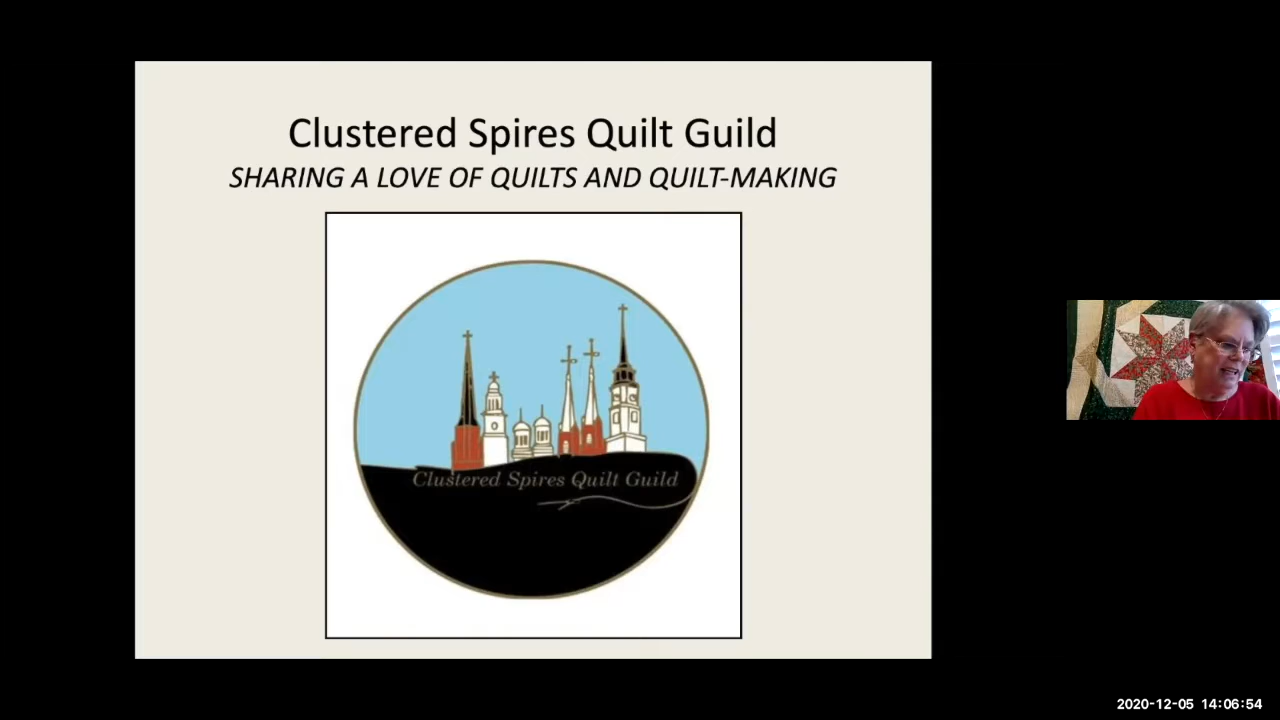 Clustered Spires Quilt Guild
SHARING A LOVE OF QUILTS AND QUILT-MAKING
Clustered Spires Quilt Guild
2020-12-05 14:06:54